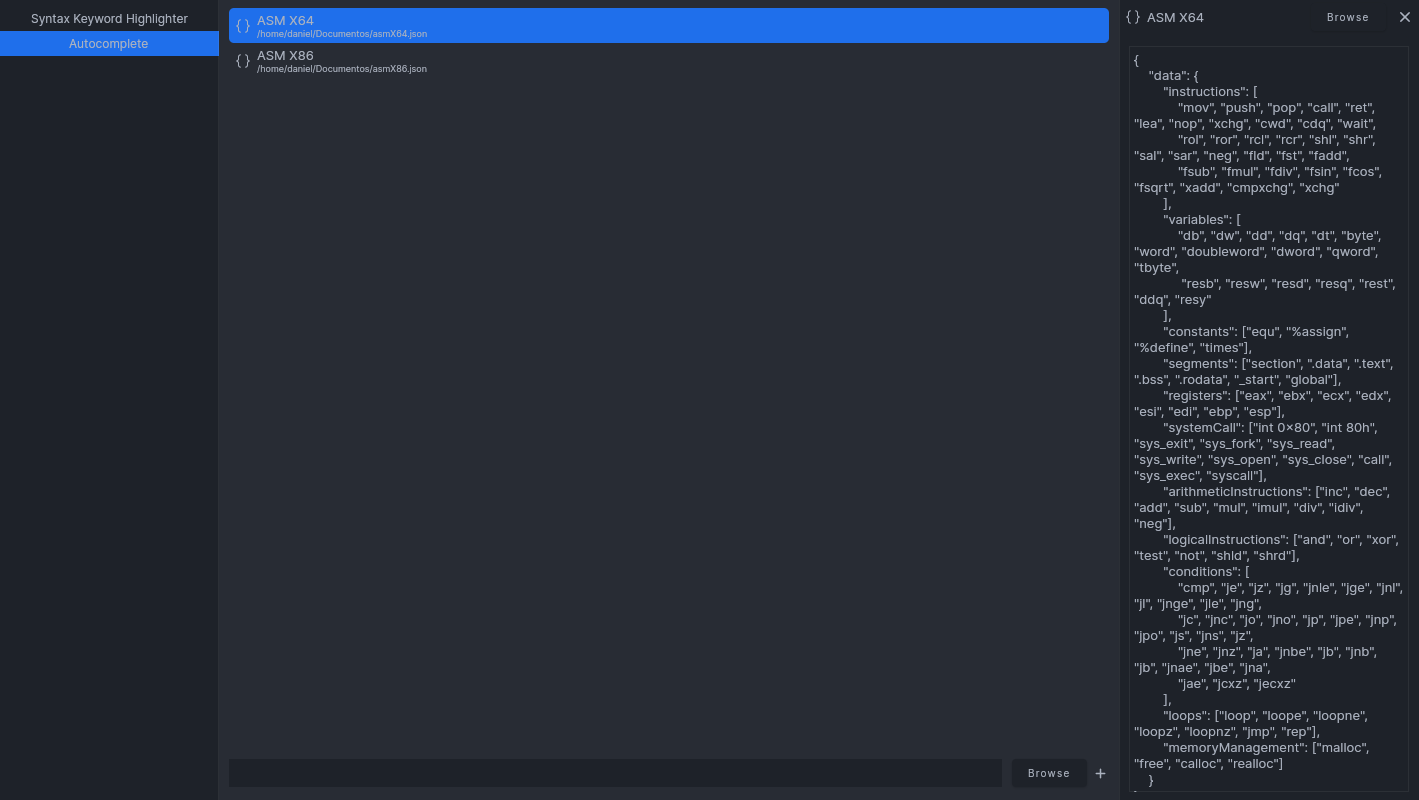 Syntax Keyword Highlighter
Autocomplete
{ } ASM X64
/home/daniel/Documentos/asmX64.json
{ } ASM X86
/home/daniel/Documentos/asmX86.json
Browse +
{ } ASM X64 Browse ✕
{
"data": {
"instructions": [
"mov", "push", "pop", "call", "ret",
"lea", "nop", "xchg", "cwd", "cdq", "wait",
"rol", "ror", "rcl", "rcr", "shl", "shr",
"sal", "sar", "neg", "fld", "fst", "fadd",
"fsub", "fmul", "fdiv", "fsin", "fcos",
"fsqrt", "xadd", "cmpxchg", "xchg"
],
"variables": [
"db", "dw", "dd", "dq", "dt", "byte",
"word", "doubleword", "dword", "qword",
"tbyte",
"resb", "resw", "resd", "resq", "rest",
"ddq", "resy"
],
"constants": ["equ", "%assign",
"%define", "times"],
"segments": ["section", ".data", ".text",
".bss", ".rodata", "_start", "global"],
"registers": ["eax", "ebx", "ecx", "edx",
"esi", "edi", "ebp", "esp"],
"systemCall": ["int 0×80", "int 80h",
"sys_exit", "sys_fork", "sys_read",
"sys_write", "sys_open", "sys_close", "call",
"sys_exec", "syscall"],
"arithmeticInstructions": ["inc", "dec",
"add", "sub", "mul", "imul", "div", "idiv",
"neg"],
"logicalInstructions": ["and", "or", "xor",
"test", "not", "shld", "shrd"],
"conditions": [
"cmp", "je", "jz", "jg", "jnle", "jge", "jnl",
"jl", "jnge", "jle", "jng",
"jc", "jnc", "jo", "jno", "jp", "jpe", "jnp",
"jpo", "js", "jns", "jz",
"jne", "jnz", "ja", "jnbe", "jb", "jnb",
"jb", "jnae", "jbe", "jna",
"jae", "jcxz", "jecxz"
],
"loops": ["loop", "loope", "loopne",
"loopz", "loopnz", "jmp", "rep"],
"memoryManagement": ["malloc",
"free", "calloc", "realloc"]
}